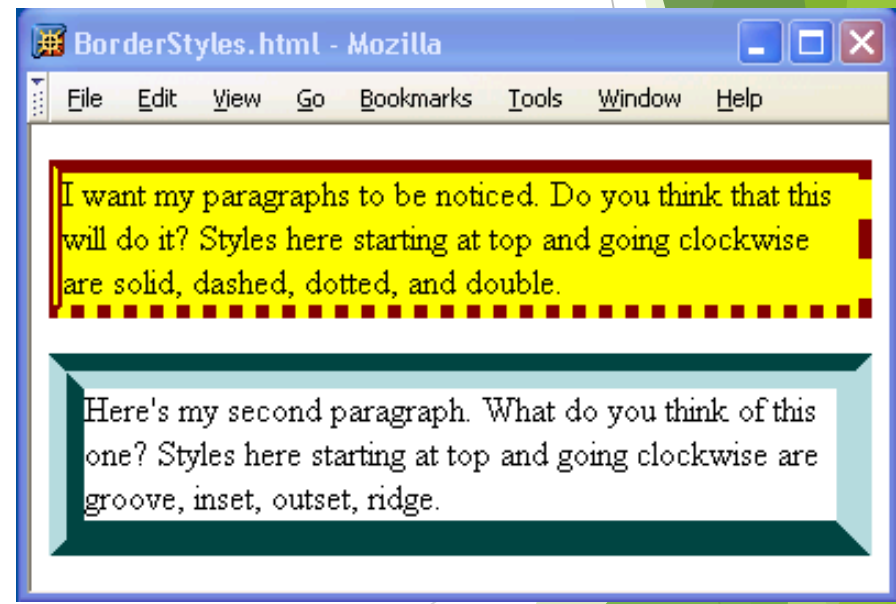 BorderStyles.html - Mozilla
File Edit View Go Bookmarks Tools Window Help
I want my paragraphs to be noticed. Do you think that this
will do it? Styles here starting at top and going clockwise
are solid, dashed, dotted, and double.
Here's my second paragraph. What do you think of this
one? Styles here starting at top and going clockwise are
groove, inset, outset, ridge.